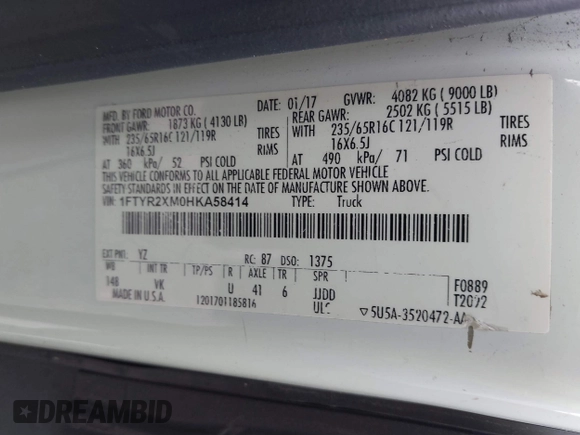 MFD. BY FORD MOTOR CO.
DATE: 01/17 GVWR: 4082 KG ( 9000 LB)
FRONT GAWR: 1873 KG ( 4130 LB)
REAR GAWR: 2502 KG ( 5515 LB)
WITH 235/65R16C 121/119R TIRES
WITH 235/65R16C 121/119R TIRES
16X6.5J RIMS
16X6.5J RIMS
AT 360 kPa/ 52 PSI COLD
AT 490 kPa/ 71 PSI COLD
THIS VEHICLE CONFORMS TO ALL APPLICABLE FEDERAL MOTOR VEHICLE
SAFETY STANDARDS IN EFFECT ON THE DATE OF MANUFACTURE SHOWN ABOVE.
VIN: 1FTYR2XM0HKA58414 TYPE: Truck
EXT PNT: YZ RC: 87 DSO: 1375
WB INT TR TP/PS R AXLE TR SPR
148 VK U 41 6 JJDD
MADE IN U.S.A. 1201701185816
F0889
▽5U5A-3520472-AA
DREAMBID